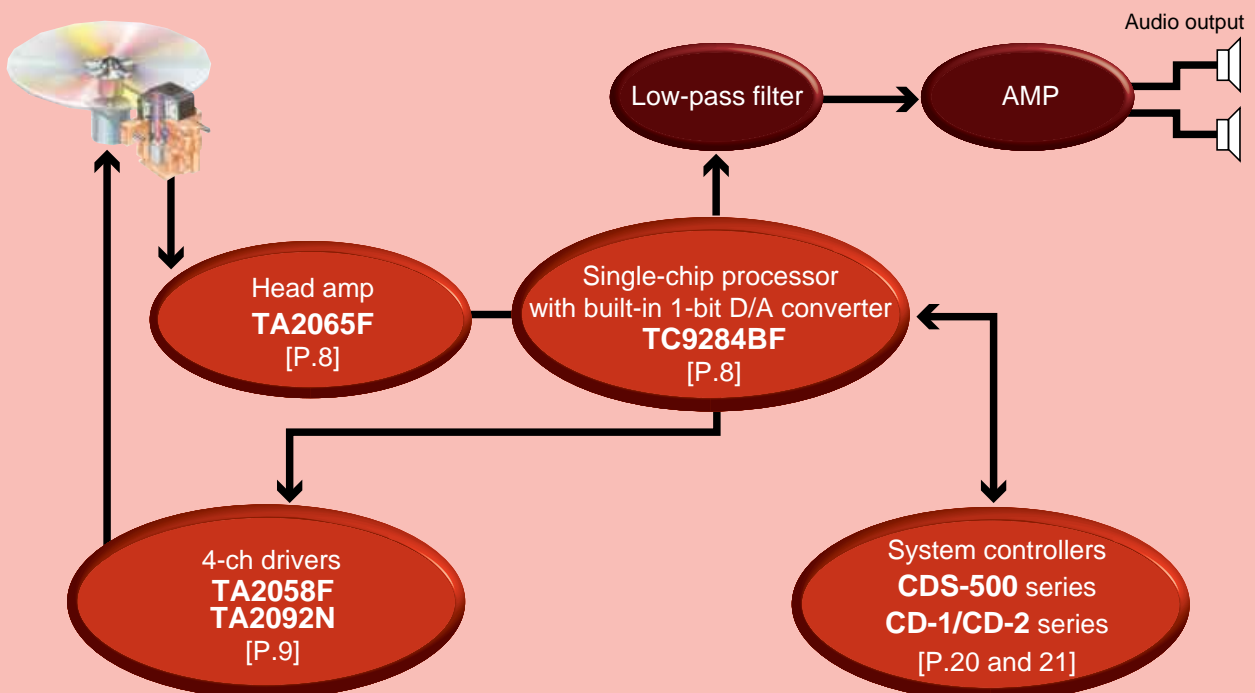 Audio output
Low-pass filter
AMP
Head amp
TA2065F
[P.8]
Single-chip processor
with built-in 1-bit D/A converter
TC9284BF
[P.8]
4-ch drivers
TA2058F
TA2092N
[P.9]
System controllers
CDS-500 series
CD-1/CD-2 series
[P.20 and 21]